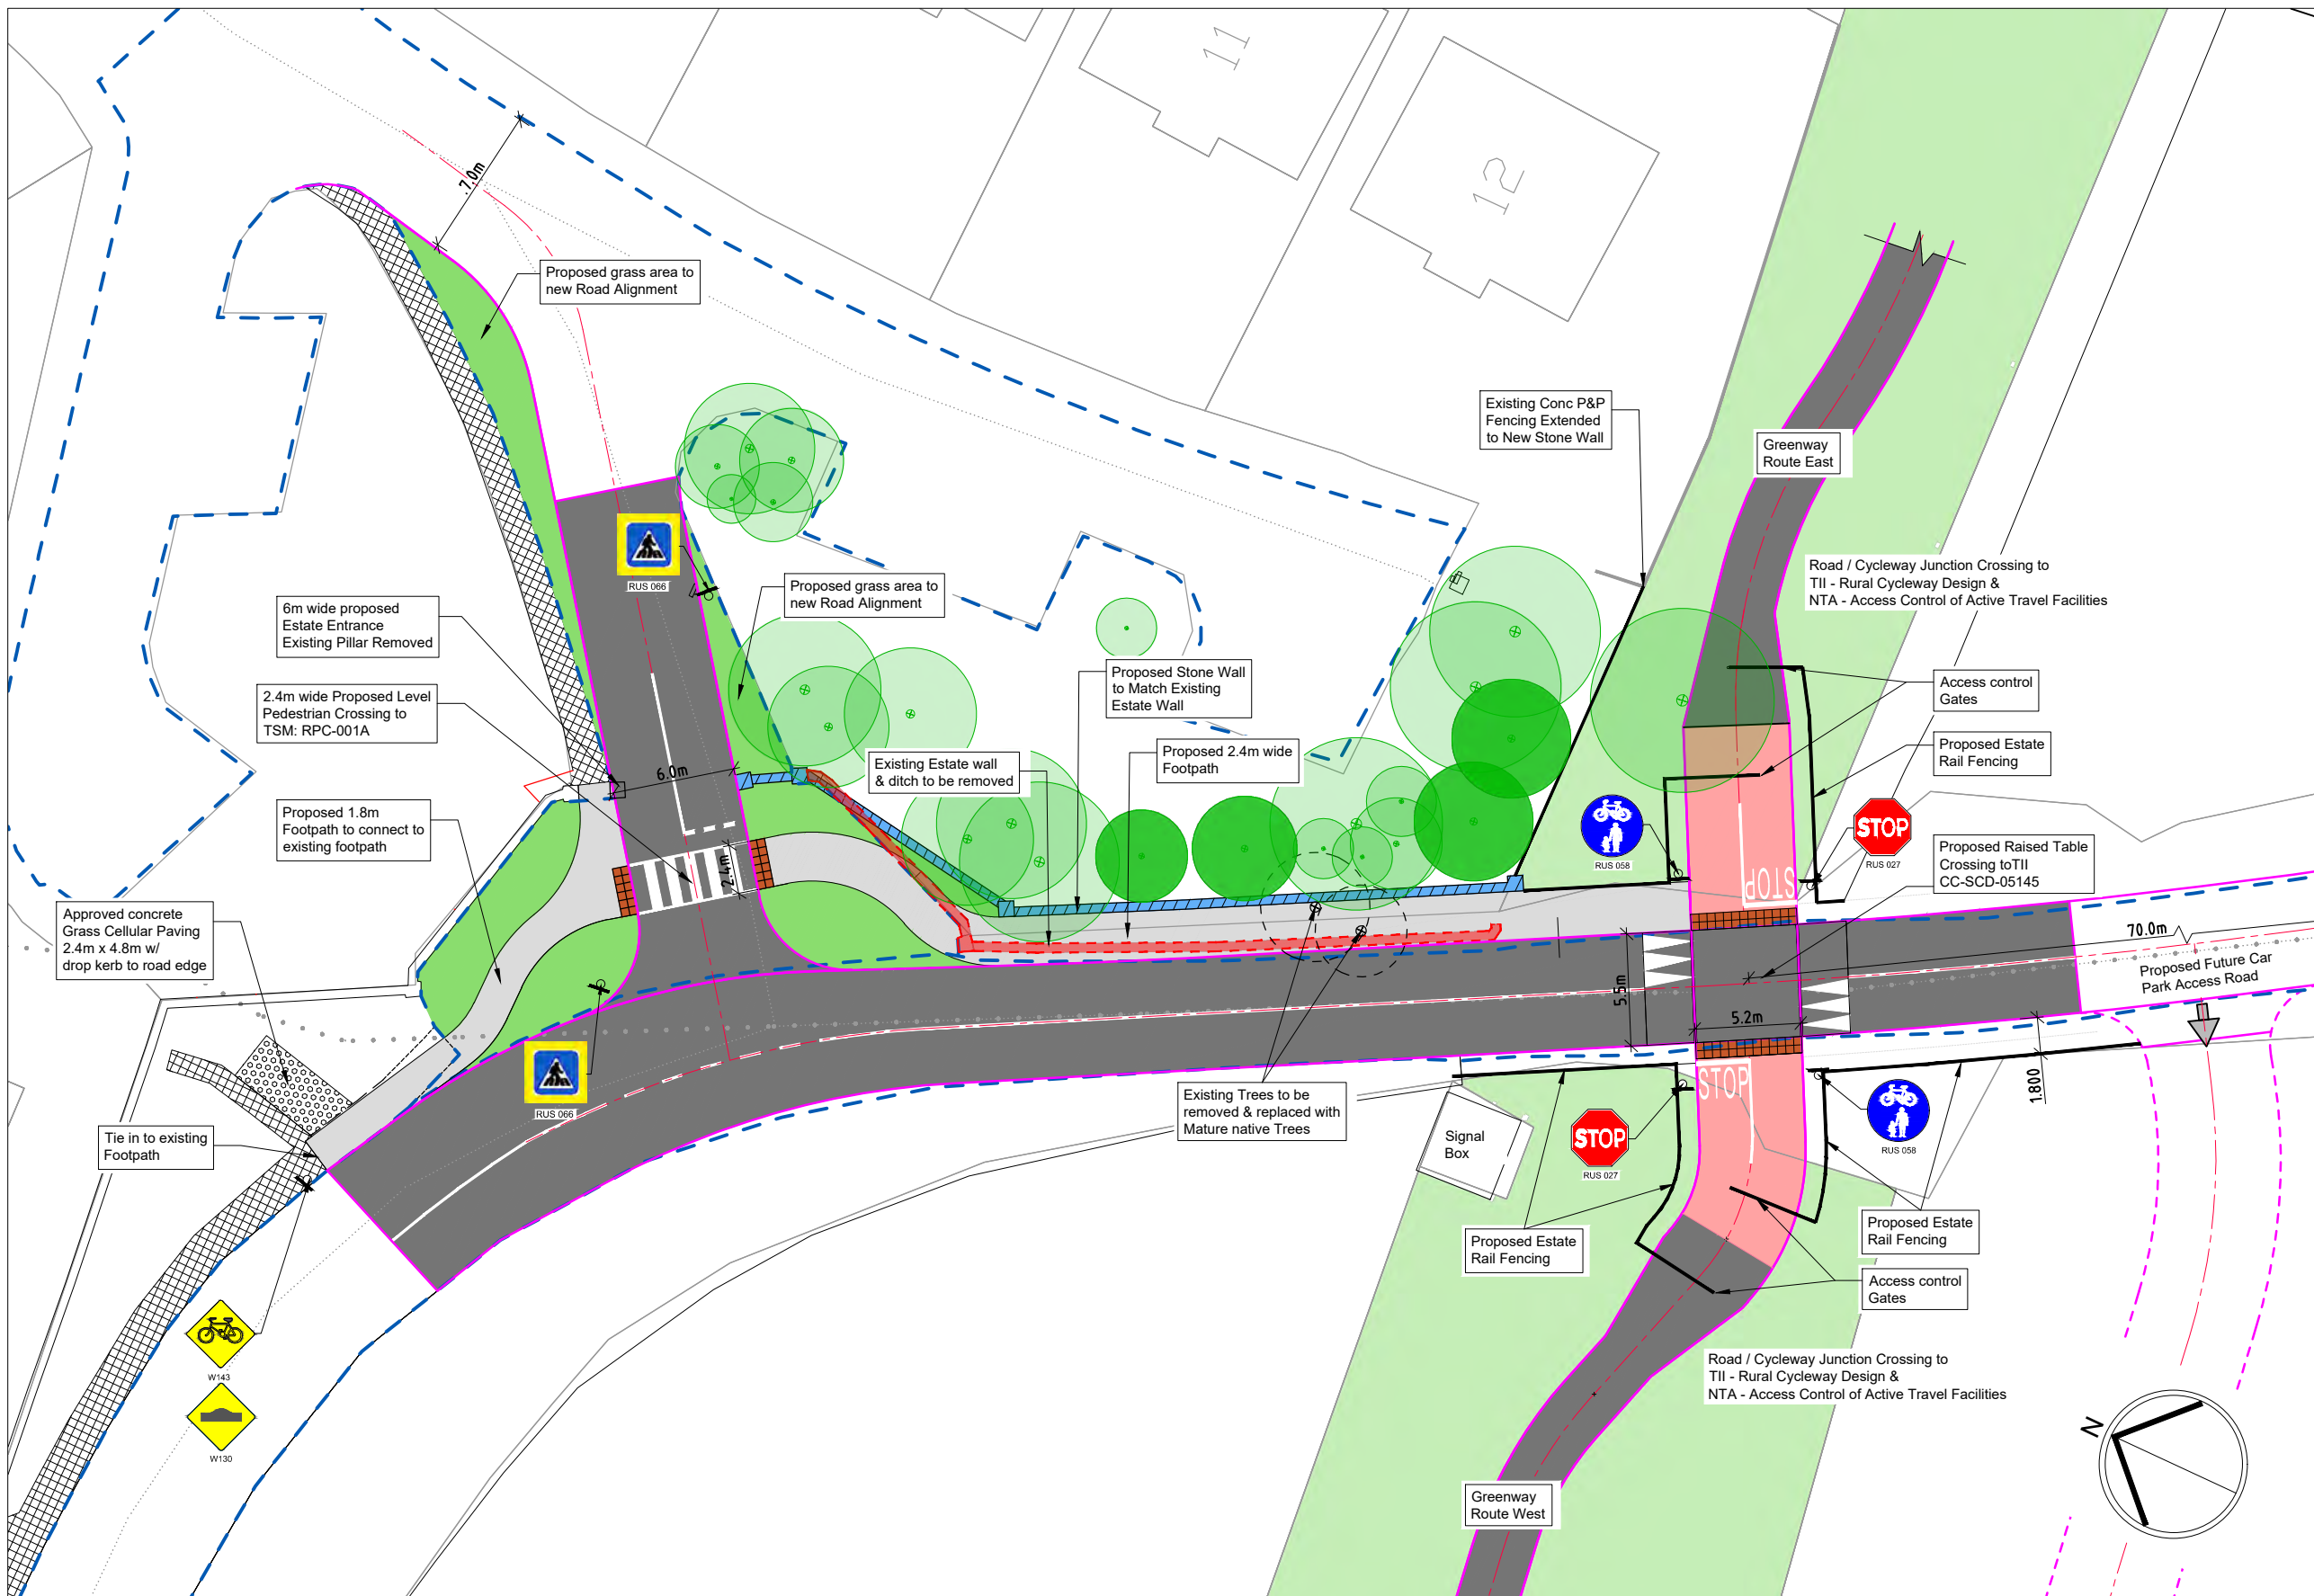 11
12
7.0m
Proposed grass area to
new Road Alignment
Existing Conc P&P
Fencing Extended
to New Stone Wall
Greenway
Route East
RUS 066
Proposed grass area to
new Road Alignment
Road / Cycleway Junction Crossing to
TII - Rural Cycleway Design &
NTA - Access Control of Active Travel Facilities
6m wide proposed
Estate Entrance
Existing Pillar Removed
2.4m wide Proposed Level
Pedestrian Crossing to
TSM: RPC-001A
Proposed Stone Wall
to Match Existing
Estate Wall
Access control
Gates
Existing Estate wall
& ditch to be removed
Proposed 2.4m wide
Footpath
Proposed Estate
Rail Fencing
6.0m
Proposed 1.8m
Footpath to connect to
existing footpath
2.4m
RUS 058
STOP
RUS 027
Proposed Raised Table
Crossing toTII
CC-SCD-05145
STOP
Approved concrete
Grass Cellular Paving
2.4m x 4.8m w/
drop kerb to road edge
70.0m
Proposed Future Car
Park Access Road
5.5m
5.2m
1.800
RUS 066
STOP
Existing Trees to be
removed & replaced with
Mature native Trees
Signal
Box
STOP
RUS 027
RUS 058
Tie in to existing
Footpath
Proposed Estate
Rail Fencing
Proposed Estate
Rail Fencing
Access control
Gates
W143
W130
Road / Cycleway Junction Crossing to
TII - Rural Cycleway Design &
NTA - Access Control of Active Travel Facilities
N
Greenway
Route West